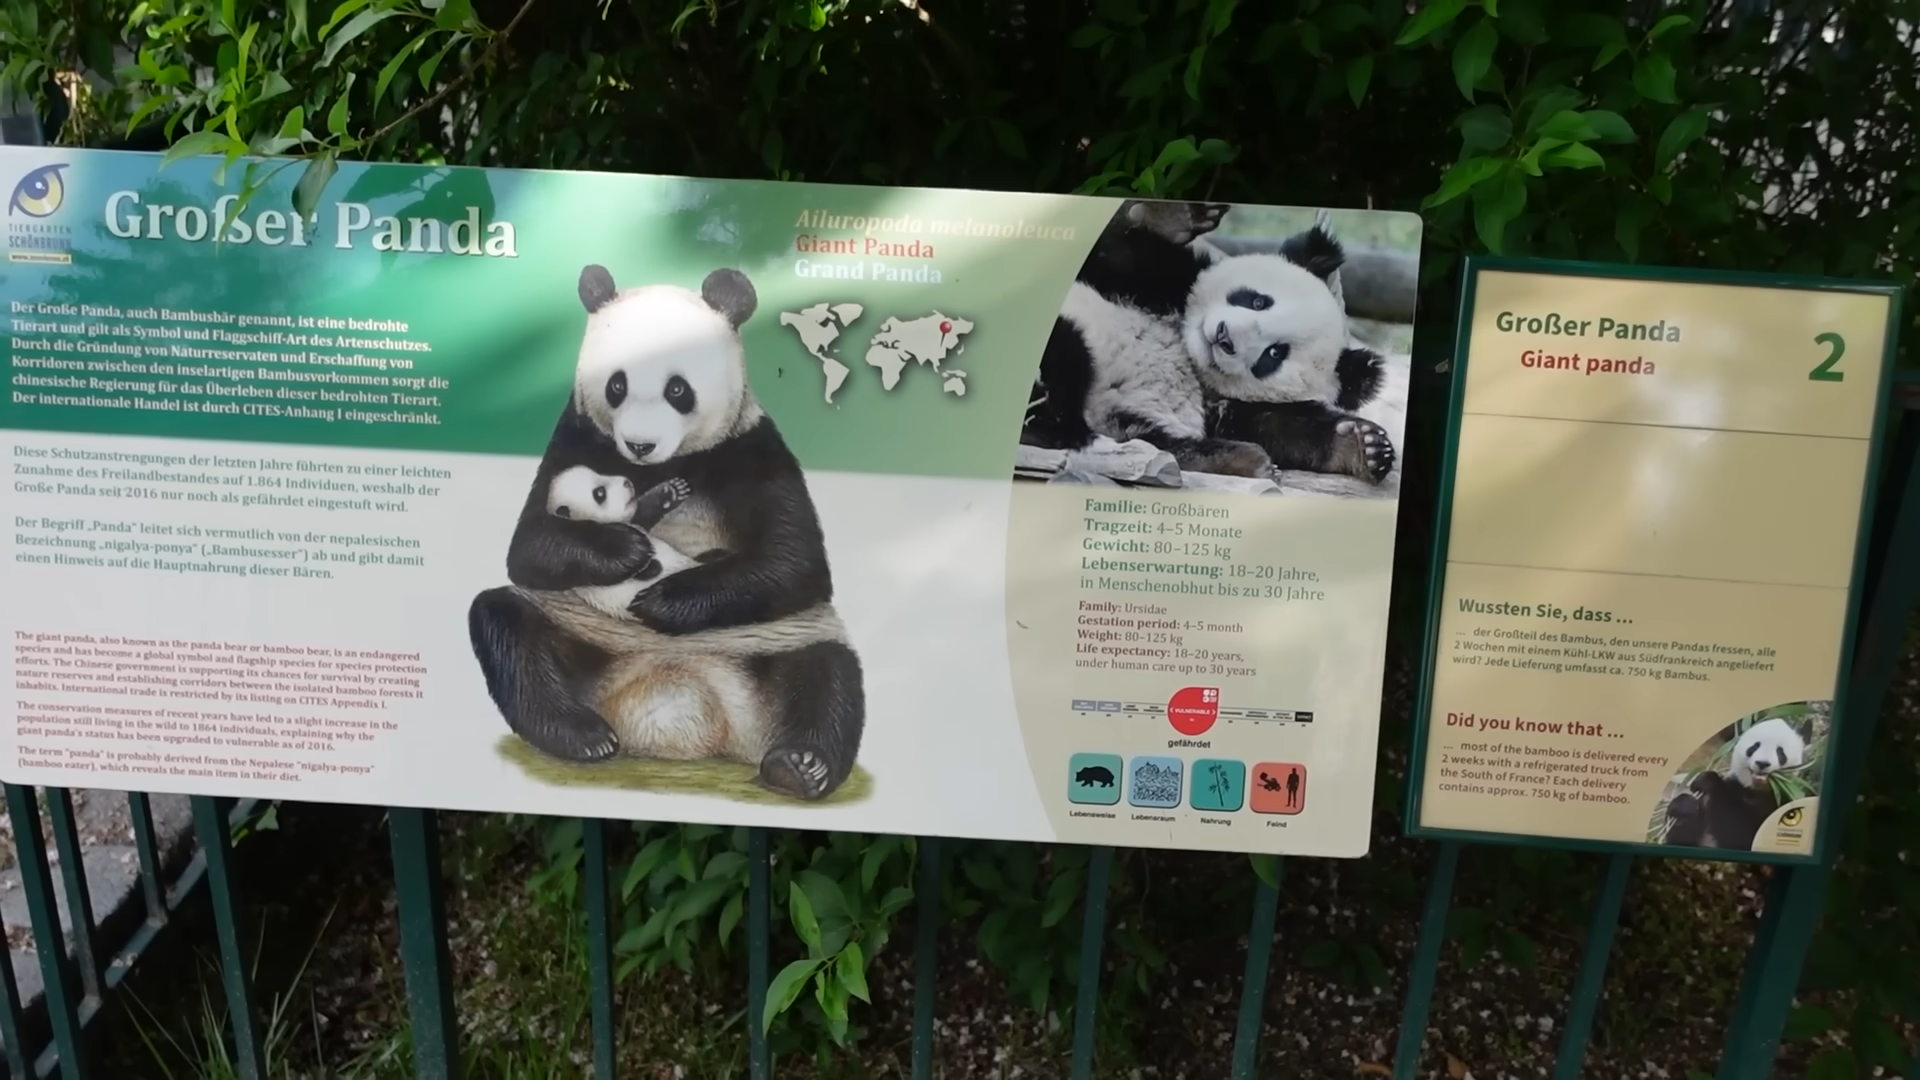 TIERGARTEN
SCHÖNBRUNN
Großer Panda
Ailuropoda melanoleuca
Giant Panda
Grand Panda
Der Große Panda, auch Bambusbär genannt, ist eine bedrohte
Tierart und gilt als Symbol und Flaggschiff-Art des Artenschutzes.
Durch die Gründung von Naturreservaten und Erschaffung von
Korridoren zwischen den inselartigen Bambusvorkommen sorgt die
chinesische Regierung für das Überleben dieser bedrohten Tierart.
Der internationale Handel ist durch CITES-Anhang I eingeschränkt.
Diese Schutzanstrengungen der letzten Jahre führten zu einer leichten
Zunahme des Freilandbestandes auf 1.864 Individuen, weshalb der
Große Panda seit 2016 nur noch als gefährdet eingestuft wird.
Der Begriff „Panda" leitet sich vermutlich von der nepalesischen
Bezeichnung „nigalya-ponya" („Bambusesser") ab und gibt damit
einen Hinweis auf die Hauptnahrung dieser Bären.
The giant panda, also known as the panda bear or bamboo bear, is an endangered
species and has become a global symbol and flagship species for species protection
efforts. The Chinese government is supporting its chances for survival by creating
nature reserves and establishing corridors between the isolated bamboo forests it
inhabits. International trade is restricted by its listing on CITES Appendix I.
The conservation measures of recent years have led to a slight increase in the
population still living in the wild to 1864 individuals, explaining why the
giant panda's status has been upgraded to vulnerable as of 2016.
The term "panda" is probably derived from the Nepalese "nigalya-ponya"
(bamboo eater), which reveals the main item in their diet.
Familie: Großbären
Tragzeit: 4–5 Monate
Gewicht: 80–125 kg
Lebenserwartung: 18–20 Jahre,
in Menschenobhut bis zu 30 Jahre
Family: Ursidae
Gestation period: 4–5 month
Weight: 80–125 kg
Life expectancy: 18–20 years,
under human care up to 30 years
VULNERABLE
gefährdet
Lebensweise
Lebensraum
Nahrung
Feind
Großer Panda
Giant panda
2
Wussten Sie, dass ...
... der Großteil des Bambus, den unsere Pandas fressen, alle
2 Wochen mit einem Kühl-LKW aus Südfrankreich angeliefert
wird? Jede Lieferung umfasst ca. 750 kg Bambus.
Did you know that ...
... most of the bamboo is delivered every
2 weeks with a refrigerated truck from
the South of France? Each delivery
contains approx. 750 kg of bamboo.